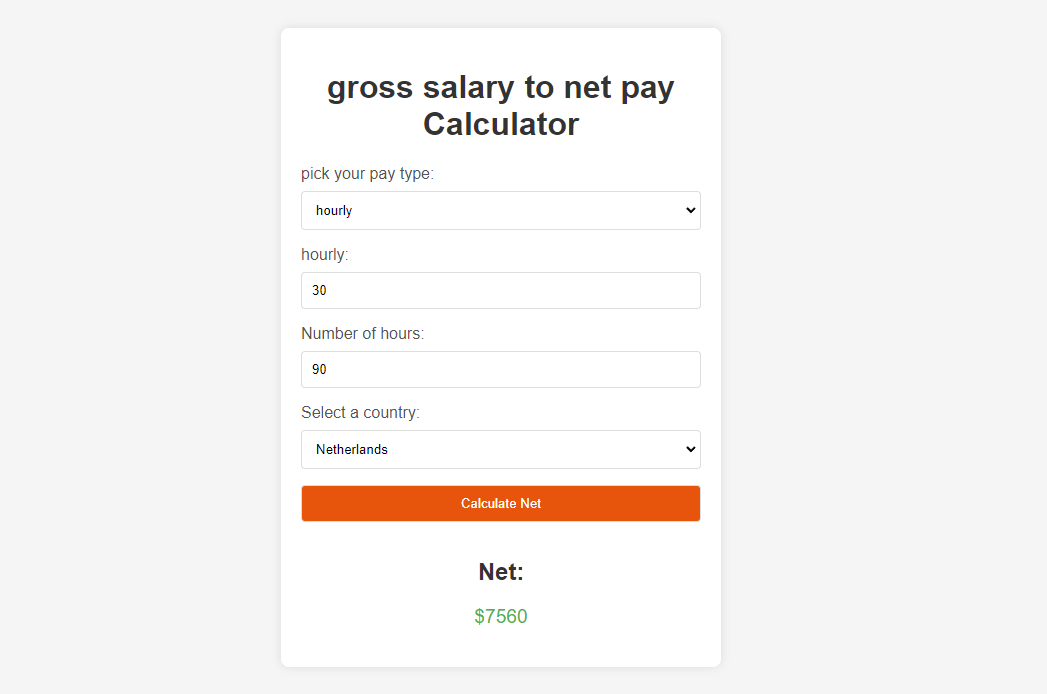 gross salary to net pay
Calculator
pick your pay type:
hourly
hourly:
30
Number of hours:
90
Select a country:
Netherlands
Calculate Net
Net:
$7560